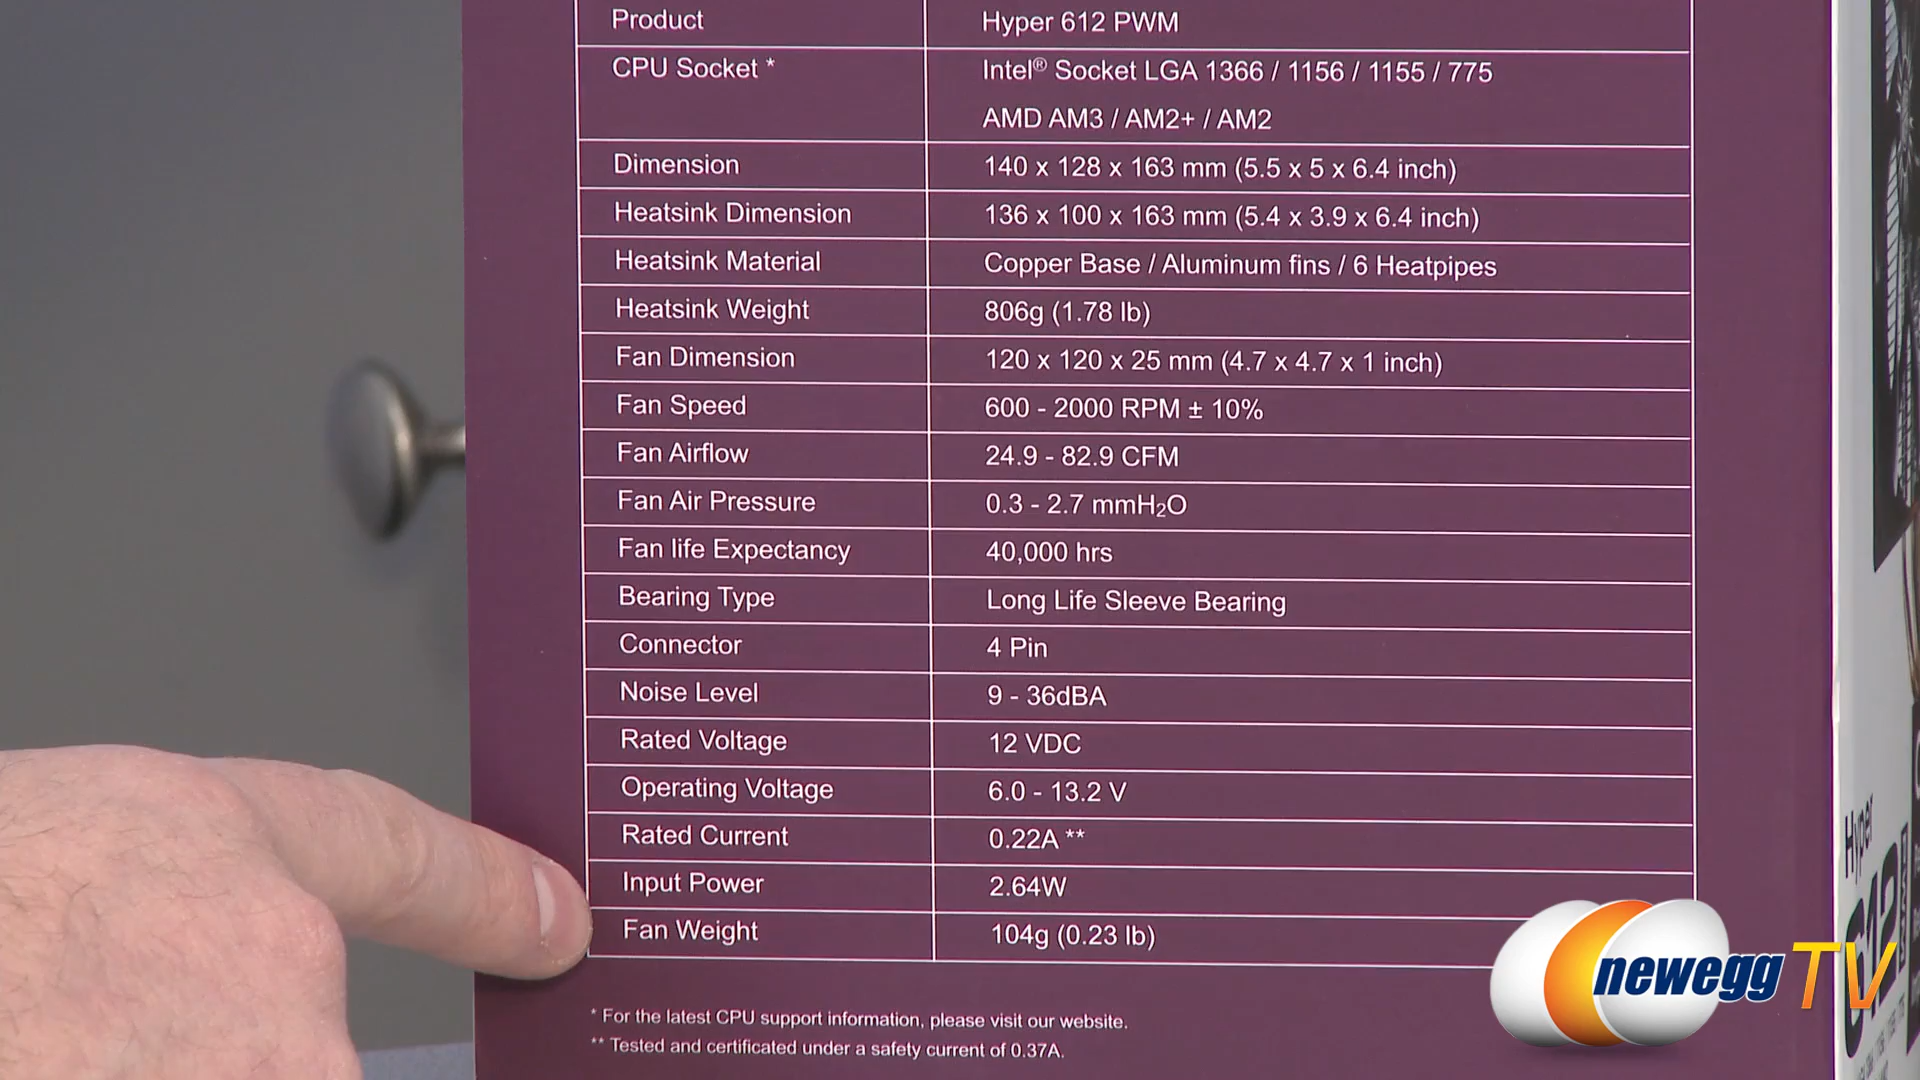 Product Hyper 612 PWM
CPU Socket * Intel® Socket LGA 1366 / 1156 / 1155 / 775
AMD AM3 / AM2+ / AM2
Dimension 140 x 128 x 163 mm (5.5 x 5 x 6.4 inch)
Heatsink Dimension 136 x 100 x 163 mm (5.4 x 3.9 x 6.4 inch)
Heatsink Material Copper Base / Aluminum fins / 6 Heatpipes
Heatsink Weight 806g (1.78 lb)
Fan Dimension 120 x 120 x 25 mm (4.7 x 4.7 x 1 inch)
Fan Speed 600 - 2000 RPM ± 10%
Fan Airflow 24.9 - 82.9 CFM
Fan Air Pressure 0.3 - 2.7 mmH₂O
Fan life Expectancy 40,000 hrs
Bearing Type Long Life Sleeve Bearing
Connector 4 Pin
Noise Level 9 - 36dBA
Rated Voltage 12 VDC
Operating Voltage 6.0 - 13.2 V
Rated Current 0.22A **
Input Power 2.64W
Fan Weight 104g (0.23 lb)
* For the latest CPU support information, please visit our website.
** Tested and certificated under a safety current of 0.37A.
Hyper
612
newegg TV